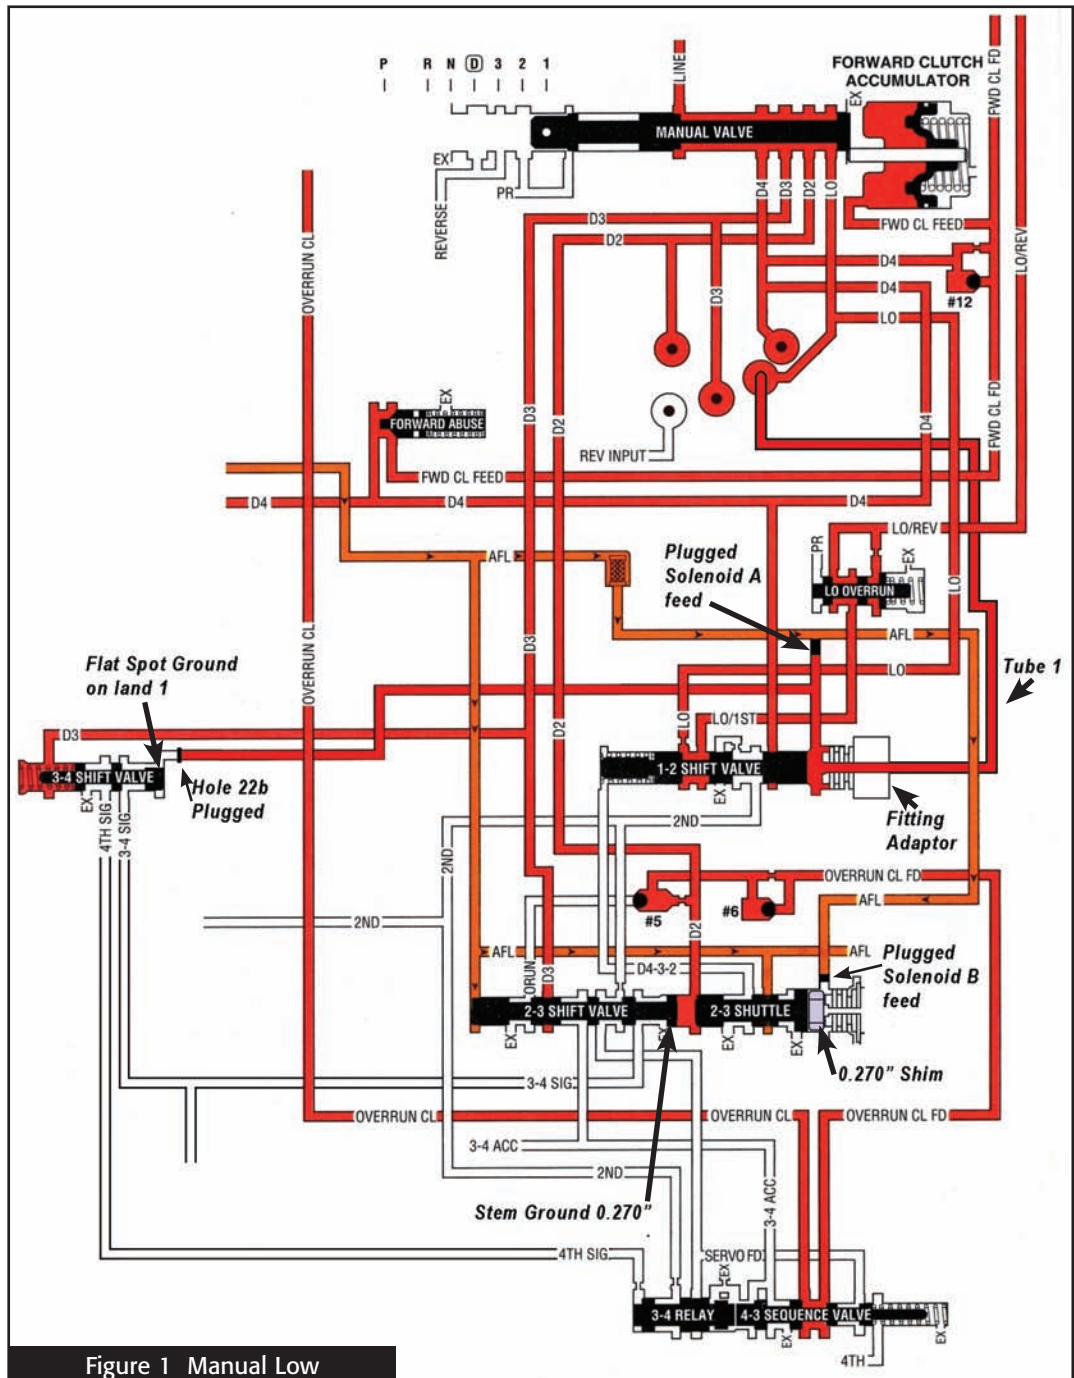 P R N D 3 2 1
LINE
FORWARD CLUTCH
ACCUMULATOR
EX
FWD CL FD
MANUAL VALVE
EX
REVERSE
PR
D4
D3
D2
LO
LO/REV
OVERRUN CL
D3
D2
FWD CL FEED
D4
D4
#12
D3
LO
EX
FORWARD ABUSE
D3
D2
D4
FWD CL FD
REV INPUT
FWD CL FEED
D4
D4
D4
LO/REV
AFL
Plugged
Solenoid A
feed
PR
EX
LO OVERRUN
LO
AFL
OVERRUN CL
D3
Flat Spot Ground
on land 1
LO
Tube 1
D3
D2
LO
LO/1ST
3-4 SHIFT VALVE
Hole 22b
Plugged
1-2 SHIFT VALVE
EX
EX
4TH SIG
3-4 SIG
Fitting
Adaptor
2ND
2ND
2ND
OVERRUN CL FD
AFL
#5
#6
D2
2ND
AFL
ORUN
D3
D4-3-2
AFL
Plugged
Solenoid B
feed
2-3 SHIFT VALVE
2-3 SHUTTLE
EX
EX
EX
EX
0.270" Shim
3-4 SIG
OVERRUN CL
OVERRUN CL
OVERRUN CL FD
3-4 ACC
2ND
3-4 ACC
Stem Ground 0.270"
4TH SIG
SERVO FD
EX
3-4 RELAY
4-3 SEQUENCE VALVE
EX
EX
4TH
Figure 1 Manual Low